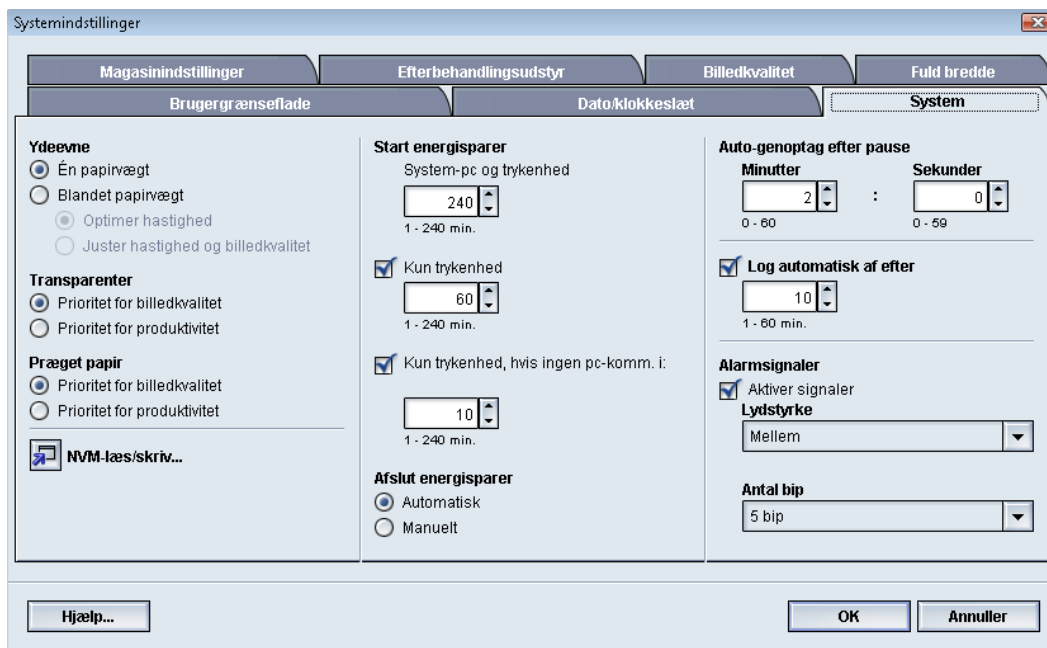 Systemindstillinger
Magasinindstillinger
Efterbehandlingsudstyr
Billedkvalitet
Fuld bredde
Brugergrænseflade
Dato/klokkeslæt
System
Ydeevne
Én papirvægt
Blandet papirvægt
Optimer hastighed
Juster hastighed og billedkvalitet
Transparenter
Prioritet for billedkvalitet
Prioritet for produktivitet
Præget papir
Prioritet for billedkvalitet
Prioritet for produktivitet
NVM-læs/skriv...
Start energisparer
System-pc og trykenhed
240
1 - 240 min.
Kun trykenhed
60
1 - 240 min.
Kun trykenhed, hvis ingen pc-komm. i:
10
1 - 240 min.
Afslut energisparer
Automatisk
Manuelt
Auto-genoptag efter pause
Minutter
Sekunder
2 : 0
0 - 60
0 - 59
Log automatisk af efter
10
1 - 60 min.
Alarmsignaler
Aktiver signaler
Lydstyrke
Mellem
Antal bip
5 bip
Hjælp...
OK
Annuller